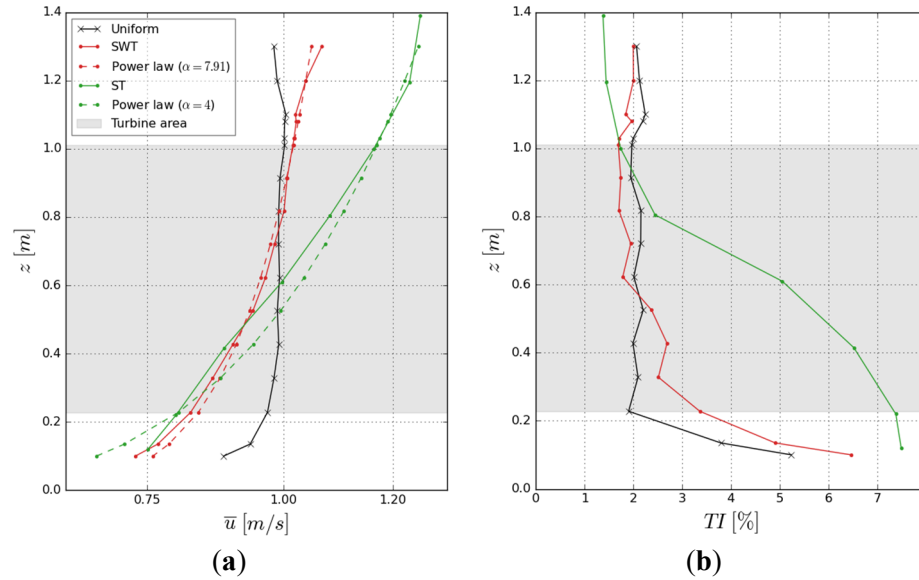 1.4
1.2
1.0
0.8
0.6
0.4
0.2
0.0
z [m]
Uniform
SWT
Power law (α = 7.91)
ST
Power law (α = 4)
Turbine area
0.75
1.00
1.20
u̅ [m/s]
(a)
1.4
1.2
1.0
0.8
0.6
0.4
0.2
0.0
z [m]
0
1
2
3
4
5
6
7
TI [%]
(b)